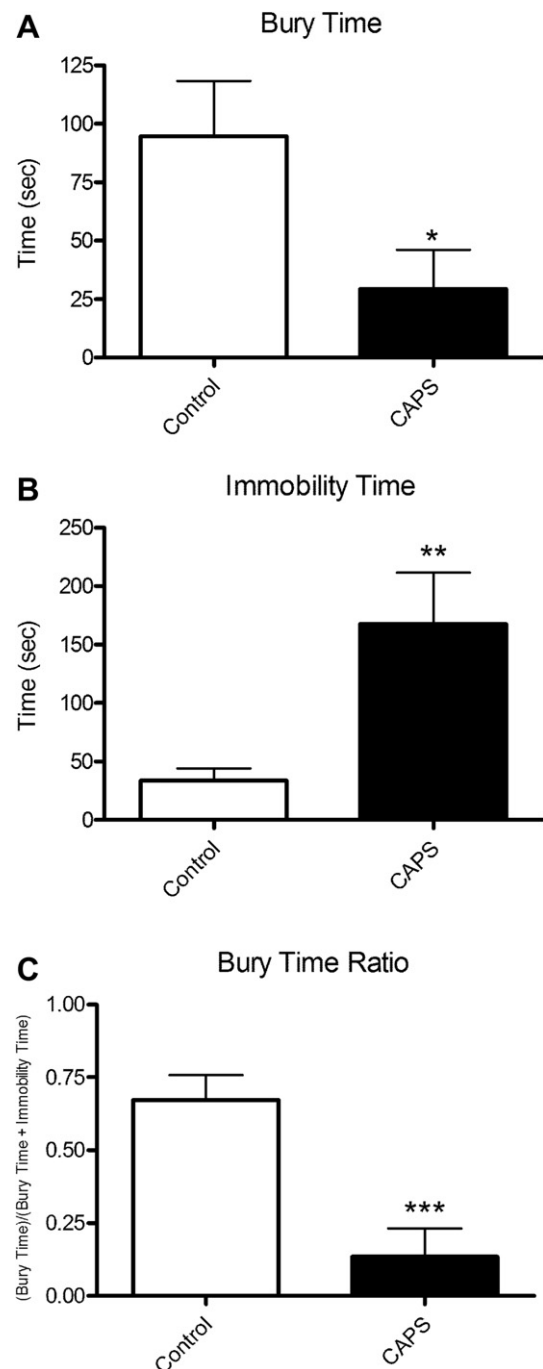 A
Bury Time
Time (sec)
125
100
75
50
25
0
*
Control
CAPS
B
Immobility Time
Time (sec)
250
200
150
100
50
0
**
Control
CAPS
C
Bury Time Ratio
(Bury Time)/(Bury Time + Immobility Time)
1.00
0.75
0.50
0.25
0.00
***
Control
CAPS